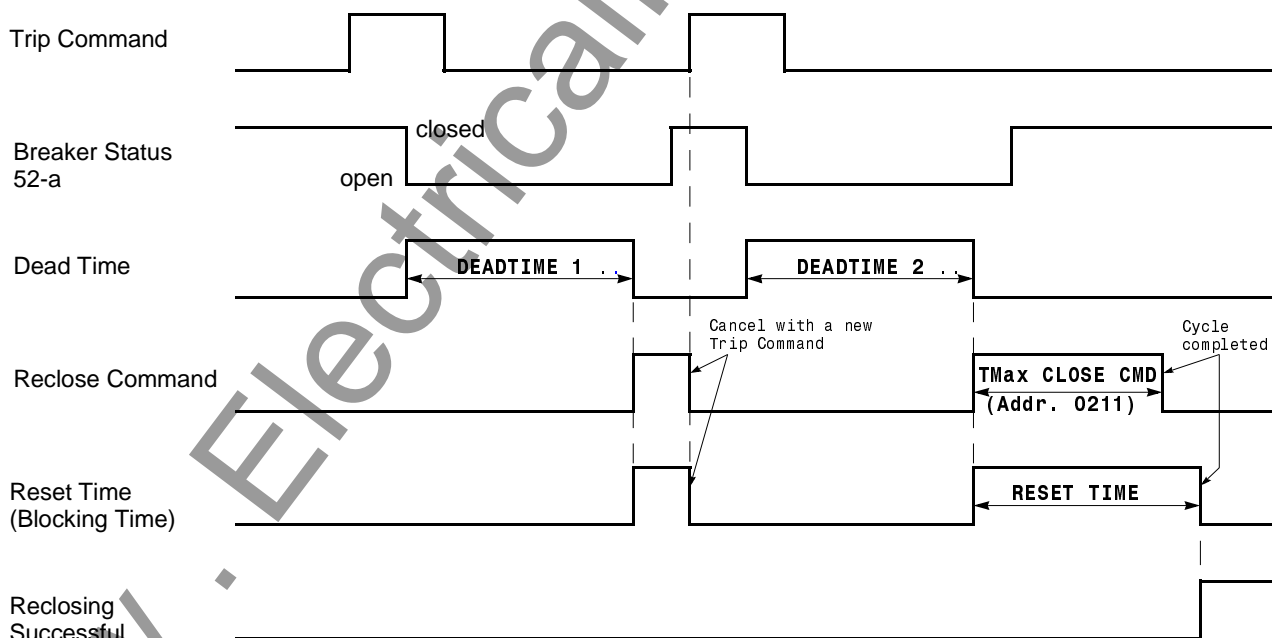 Trip Command
closed
Breaker Status
52-a
open
Dead Time
DEADTIME 1 ..
DEADTIME 2 ..
Cancel with a new
Trip Command
Cycle
completed
Reclose Command
TMax CLOSE CMD
(Addr. 0211)
Reset Time
(Blocking Time)
RESET TIME
Reclosing
Successful
Electrical